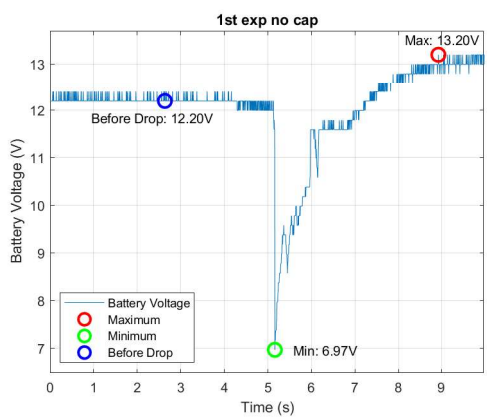 1st exp no cap
Max: 13.20V
Before Drop: 12.20V
Min: 6.97V
Battery Voltage (V)
13
12
11
10
9
8
7
Battery Voltage
Maximum
Minimum
Before Drop
0 1 2 3 4 5 6 7 8 9
Time (s)